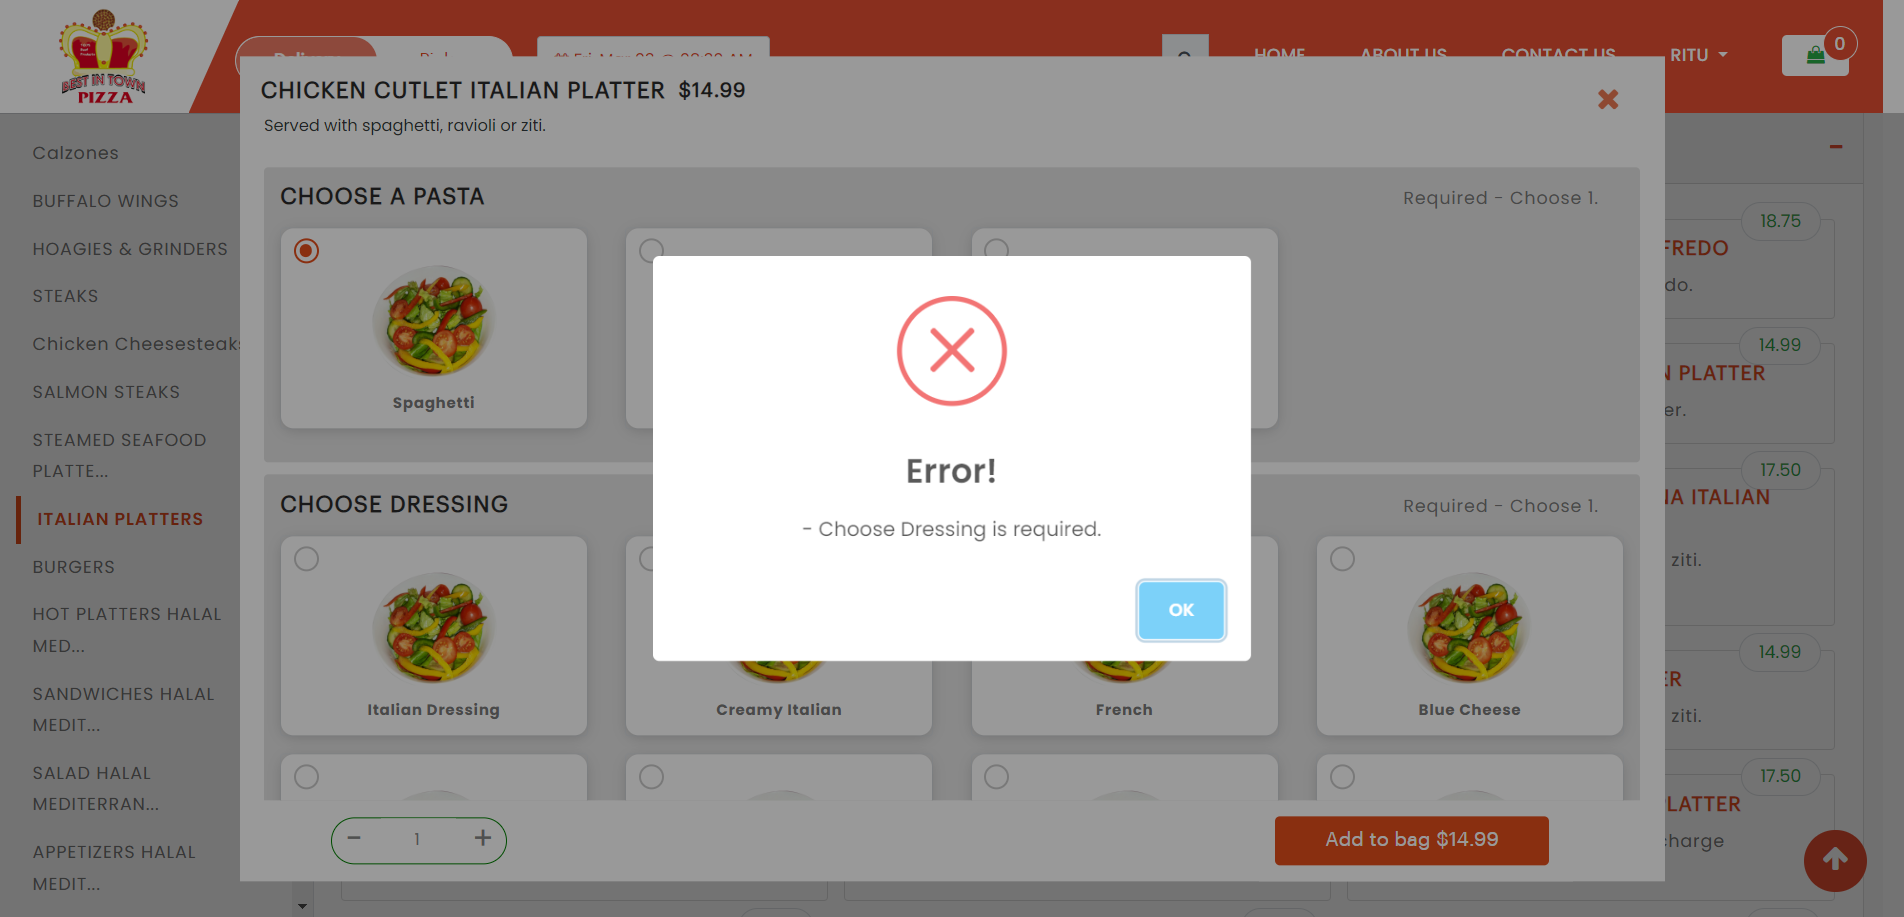 BEST IN TOWN
PIZZA
HOME
ABOUT US
CONTACT US
RITU
0
CHICKEN CUTLET ITALIAN PLATTER $14.99
Served with spaghetti, ravioli or ziti.
Calzones
BUFFALO WINGS
HOAGIES & GRINDERS
STEAKS
Chicken Cheesesteaks
SALMON STEAKS
STEAMED SEAFOOD
PLATTE...
ITALIAN PLATTERS
BURGERS
HOT PLATTERS HALAL
MED...
SANDWICHES HALAL
MEDIT...
SALAD HALAL
MEDITERRAN...
APPETIZERS HALAL
MEDIT...
CHOOSE A PASTA
Required - Choose 1.
Spaghetti
CHOOSE DRESSING
Required - Choose 1.
Italian Dressing
Creamy Italian
French
Blue Cheese
Error!
- Choose Dressing is required.
OK
1
Add to bag $14.99
18.75
FREDO
do.
14.99
N PLATTER
er.
17.50
NA ITALIAN
ziti.
14.99
ER
ziti.
17.50
LATTER
charge